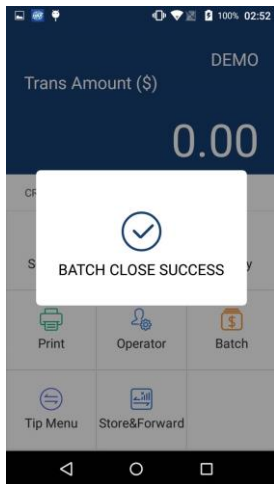 100% 02:52
DEMO
Trans Amount ($)
0.00
BATCH CLOSE SUCCESS
Print
Operator
Batch
Tip Menu
Store&Forward